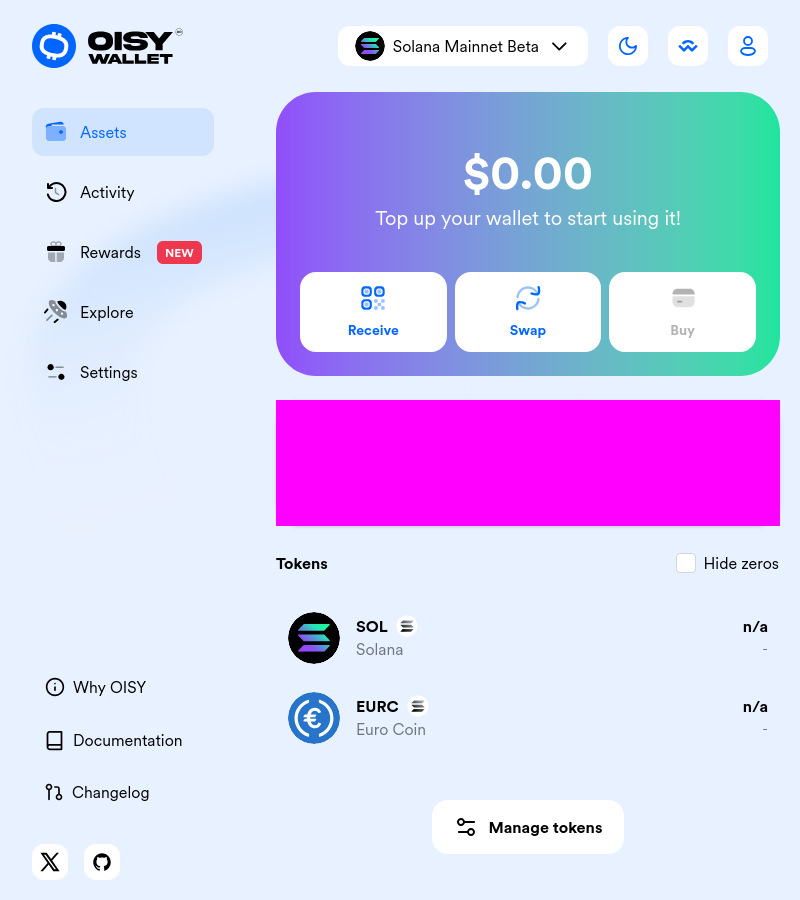 OISY
WALLET
Solana Mainnet Beta
Assets
Activity
Rewards NEW
Explore
Settings
$0.00
Top up your wallet to start using it!
Receive
Swap
Buy
Tokens
Hide zeros
SOL
n/a
Solana
-
EURC
n/a
Euro Coin
-
Manage tokens
Why OISY
Documentation
Changelog